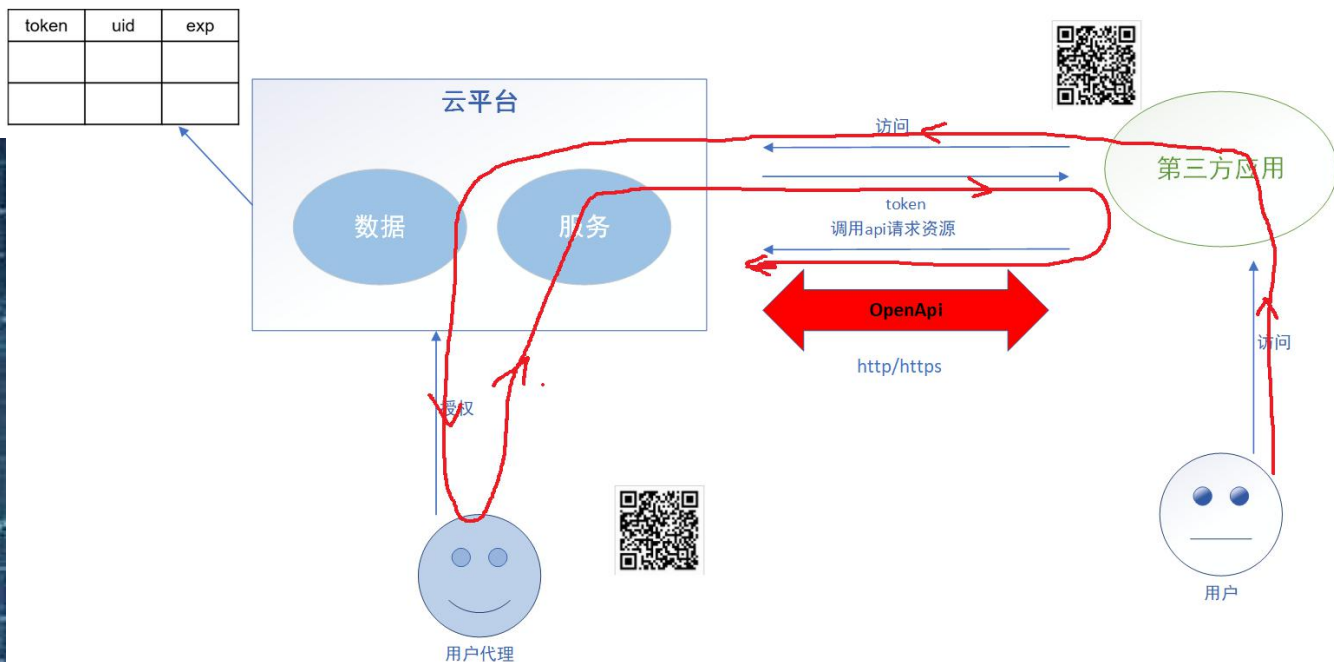 token uid exp
云平台
数据
服务
访问
token
调用api请求资源
OpenApi
http/https
第三方应用
访问
授权
用户代理
用户